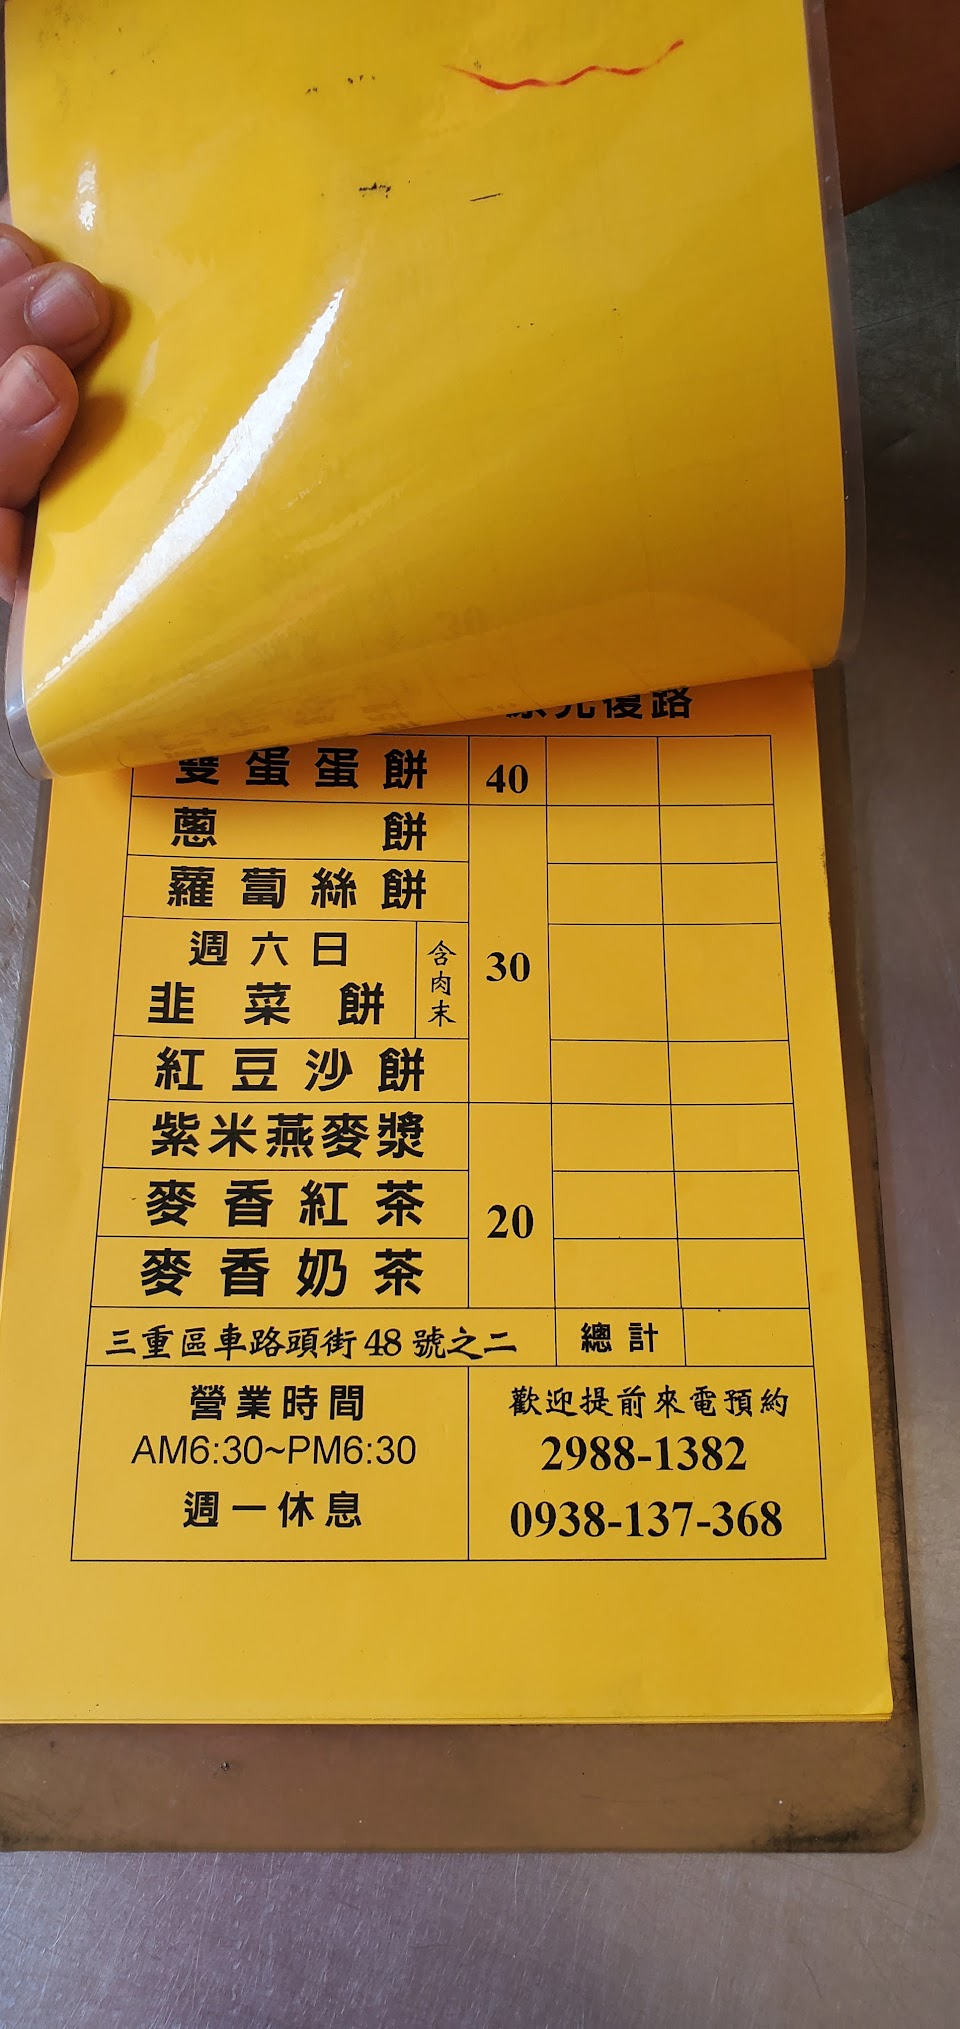 原光復路
雙蛋蛋餅 40
蔥餅
蘿蔔絲餅
週六日
韭菜餅 含肉末 30
紅豆沙餅
紫米燕麥漿
麥香紅茶 20
麥香奶茶
三重區車路頭街48號之二 總計
營業時間
AM6:30~PM6:30
週一休息
歡迎提前來電預約
2988-1382
0938-137-368